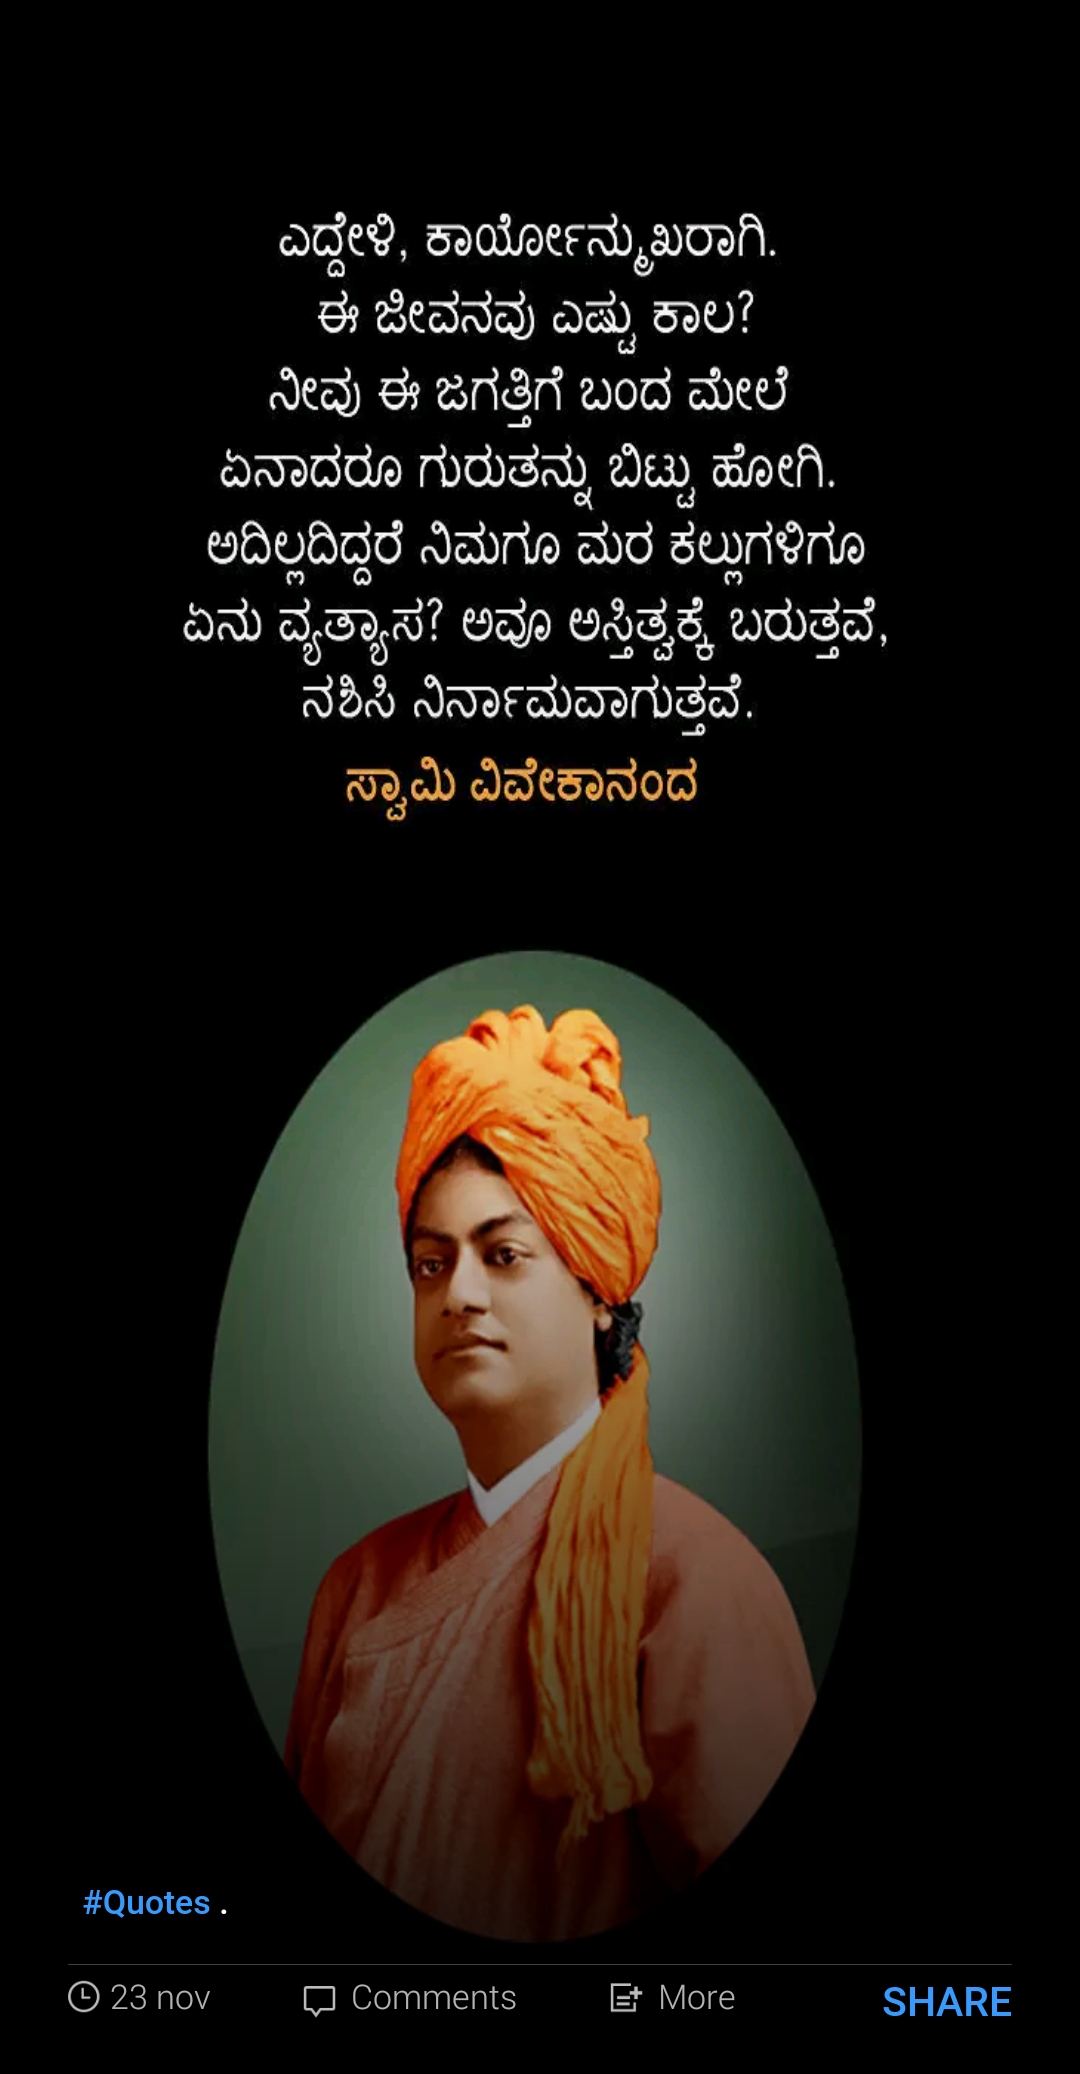 ಎದ್ದೇಳಿ, ಕಾರ್ಯೋನ್ಮುಖರಾಗಿ.
ಈ ಜೀವನವು ಎಷ್ಟು ಕಾಲ?
ನೀವು ಈ ಜಗತ್ತಿಗೆ ಬಂದ ಮೇಲೆ
ಏನಾದರೂ ಗುರುತನ್ನು ಬಿಟ್ಟು ಹೋಗಿ.
ಅದಿಲ್ಲದಿದ್ದರೆ ನಿಮಗೂ ಮರ ಕಲ್ಲುಗಳಿಗೂ
ಏನು ವ್ಯತ್ಯಾಸ? ಅವೂ ಅಸ್ತಿತ್ವಕ್ಕೆ ಬರುತ್ತವೆ,
ನಶಿಸಿ ನಿರ್ನಾಮವಾಗುತ್ತವೆ.
ಸ್ವಾಮಿ ವಿವೇಕಾನಂದ
#Quotes .
23 nov Comments More SHARE